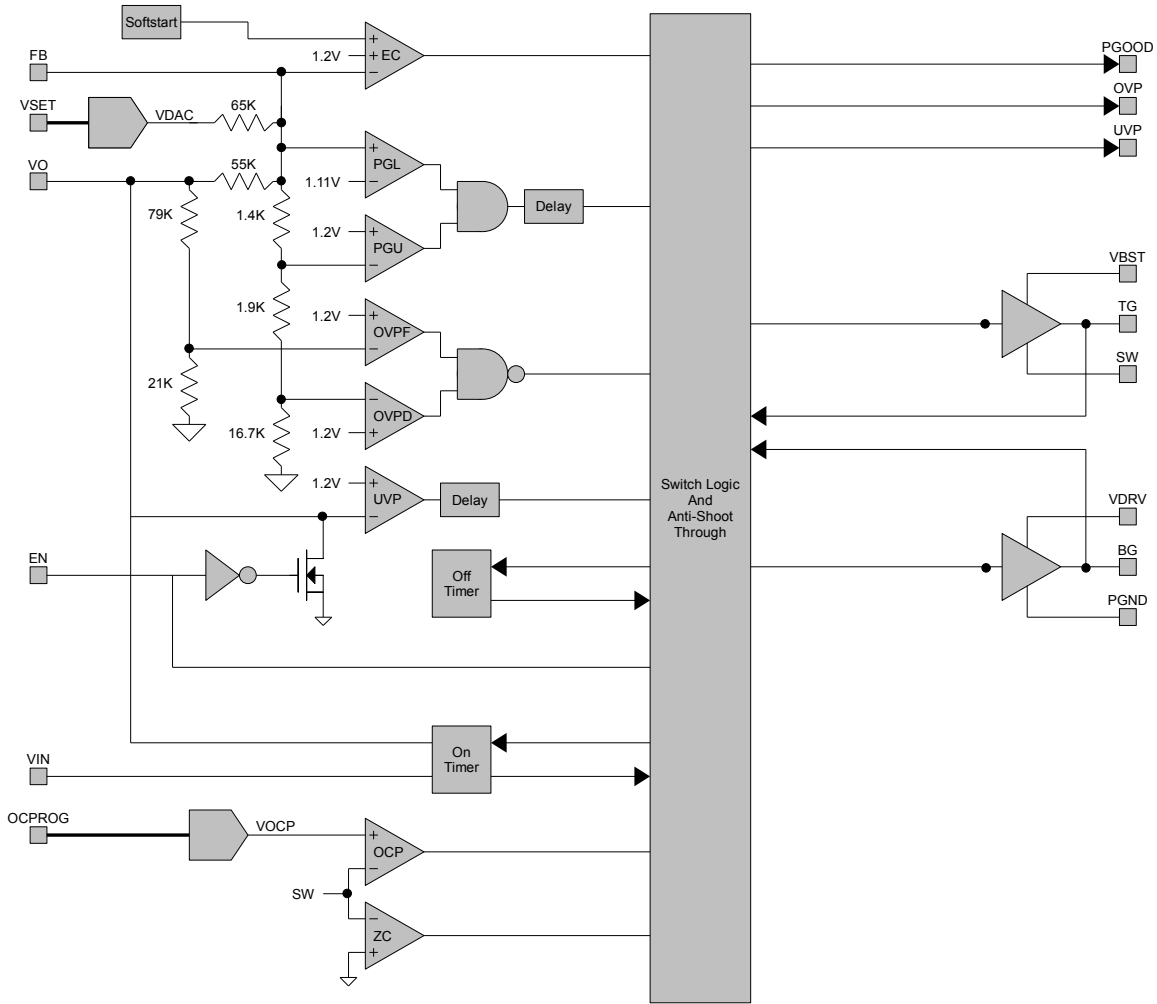 Softstart
FB
+
1.2V
+
EC
−
PGOOD
VSET
VDAC
65K
OVP
UVP
VO
55K
+
PGL
1.11V
−
79K
1.4K
1.2V
+
PGU
−
Delay
1.9K
1.2V
+
OVPF
−
VBST
TG
SW
21K
16.7K
−
OVPD
1.2V
+
1.2V
+
UVP
−
Delay
Switch Logic
And
Anti-Shoot
Through
VDRV
BG
PGND
EN
Off
Timer
VIN
On
Timer
OCPROG
VOCP
+
OCP
−
SW
−
ZC
+